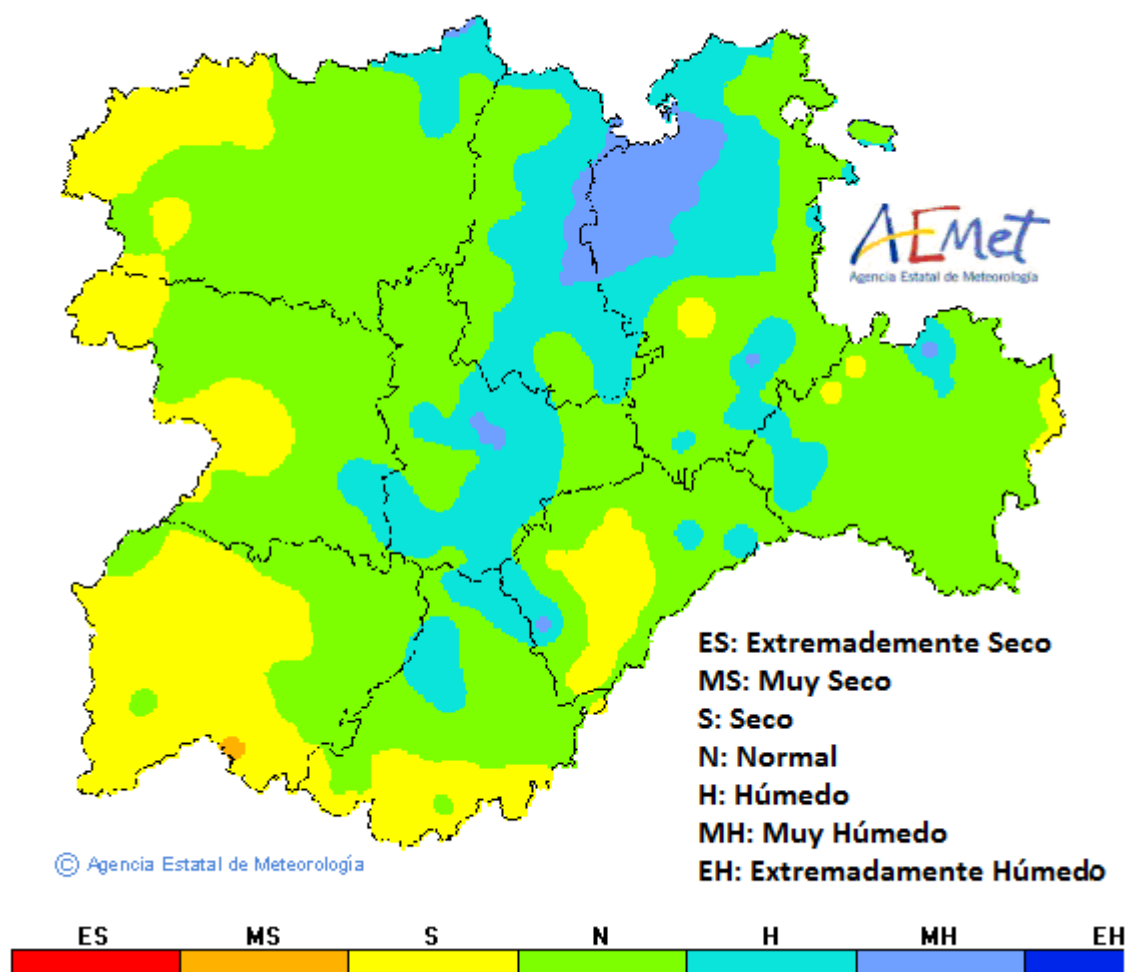 AEMet
Agencia Estatal de Meteorología
ES: Extremademente Seco
MS: Muy Seco
S: Seco
N: Normal
H: Húmedo
MH: Muy Húmedo
EH: Extremadamente Húmedo
© Agencia Estatal de Meteorología
ES MS S N H MH EH